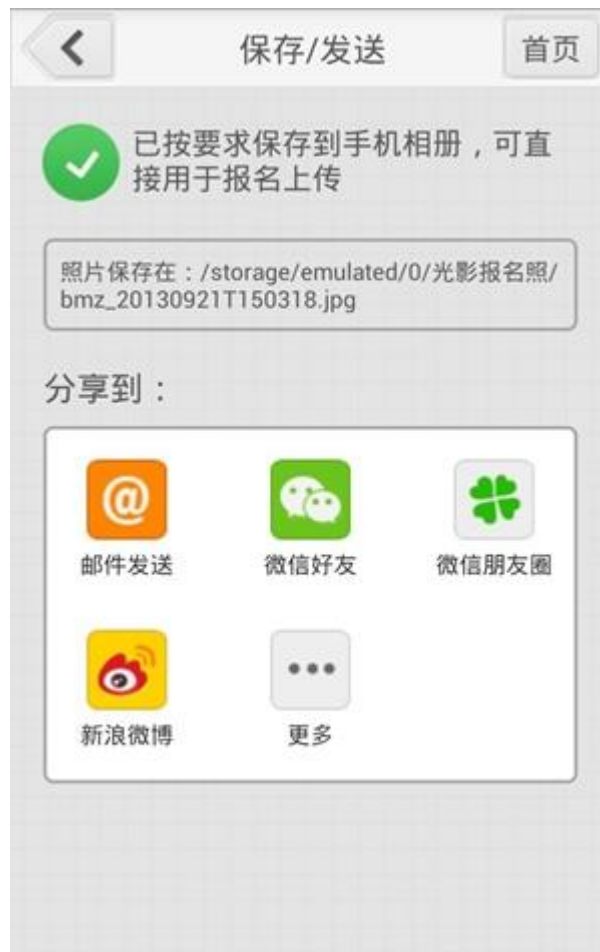 保存/发送
首页
已按要求保存到手机相册，可直
接用于报名上传
照片保存在：/storage/emulated/0/光影报名照/
bmz_20130921T150318.jpg
分享到：
@
邮件发送
微信好友
微信朋友圈
新浪微博
更多